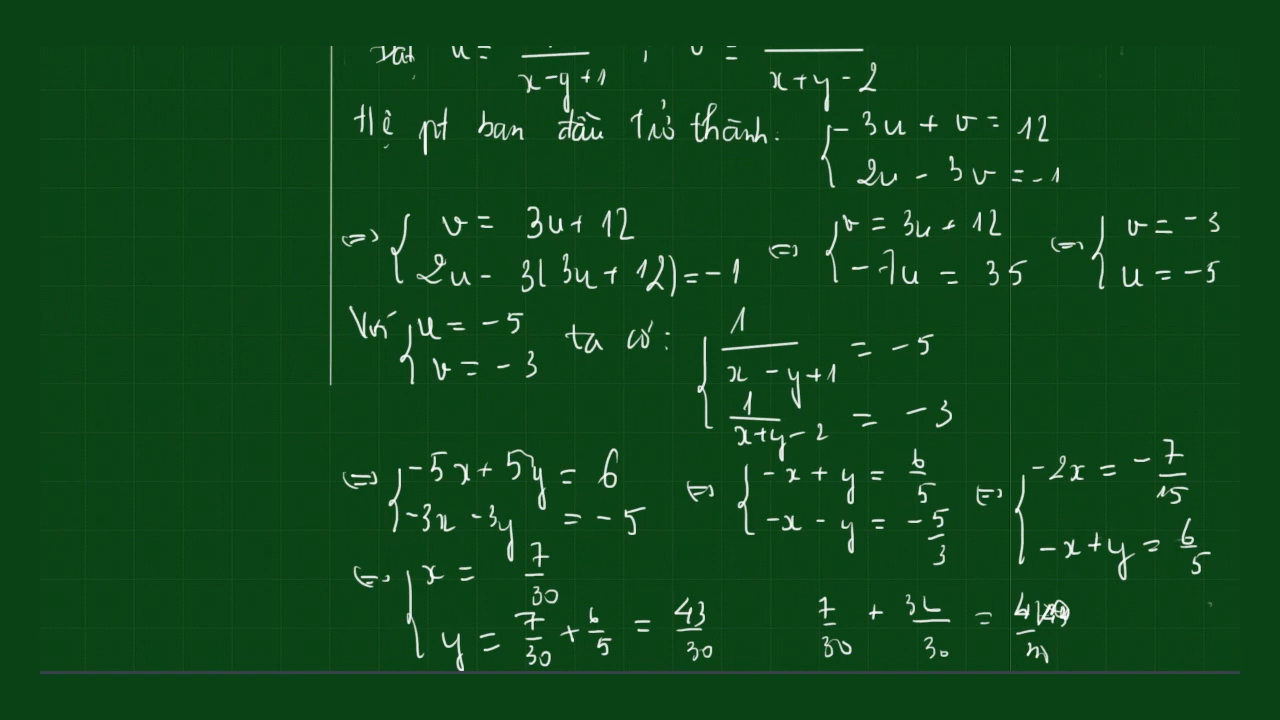 u = 1/(x-y+1) ; v = 1/(x+y-2)
Hệ pt ban đầu trở thành: { -3u + v = 12
2u - 3v = -1
⇔ { v = 3u + 12 ⇔ { v = 3u + 12 ⇔ { v = -3
2u - 3(3u + 12) = -1 -7u = 35 u = -5
Với { u = -5 ta có: { 1/(x-y+1) = -5
v = -3 1/(x+y-2) = -3
⇔ { -5x + 5y = 6 ⇔ { -x + y = 6/5 ⇔ { -2x = -7/15
-3x - 3y = -5 -x - y = -5/3 -x + y = 6/5
⇔ { x = 7/30
y = 7/30 + 6/5 = 43/30 7/30 + 36/30 =